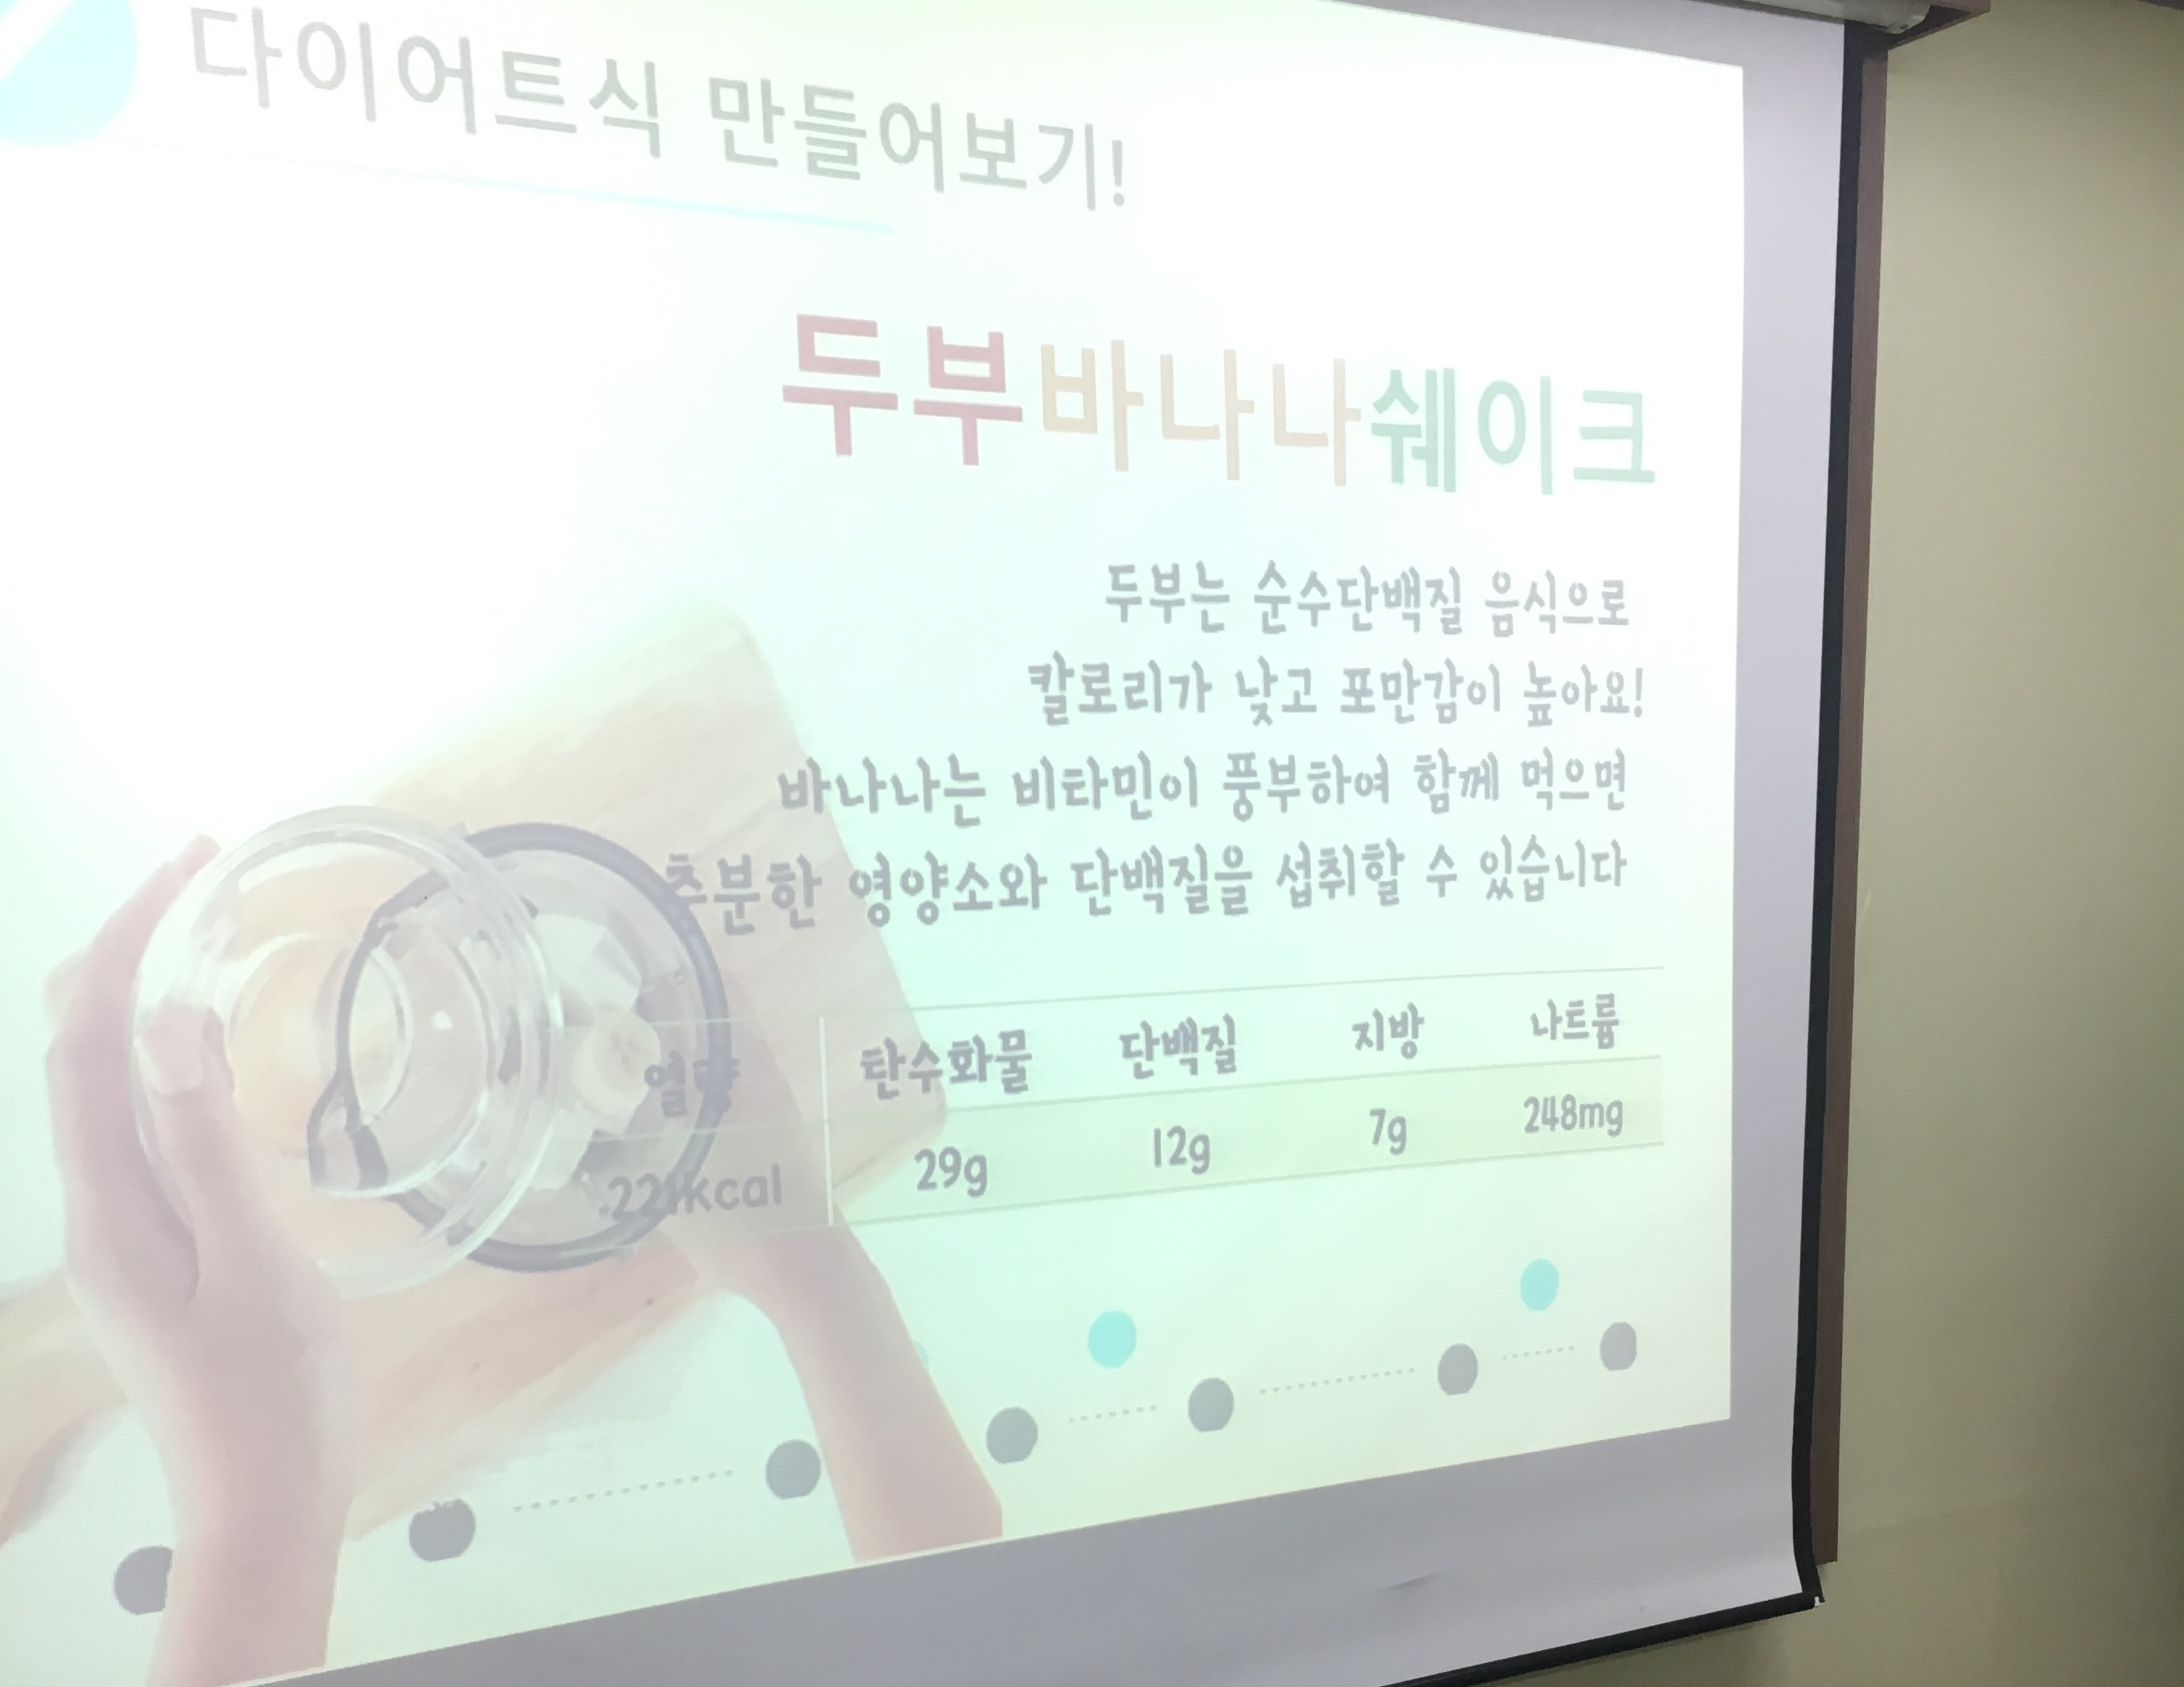 다이어트식 만들어보기!
두부바나나쉐이크
두부는 순수단백질 음식으로
칼로리가 낮고 포만감이 높아요!
바나나는 비타민이 풍부하여 함께 먹으면
충분한 영양소와 단백질을 섭취할 수 있습니다
열량 탄수화물 단백질 지방 나트륨
29g 12g 7g 248mg